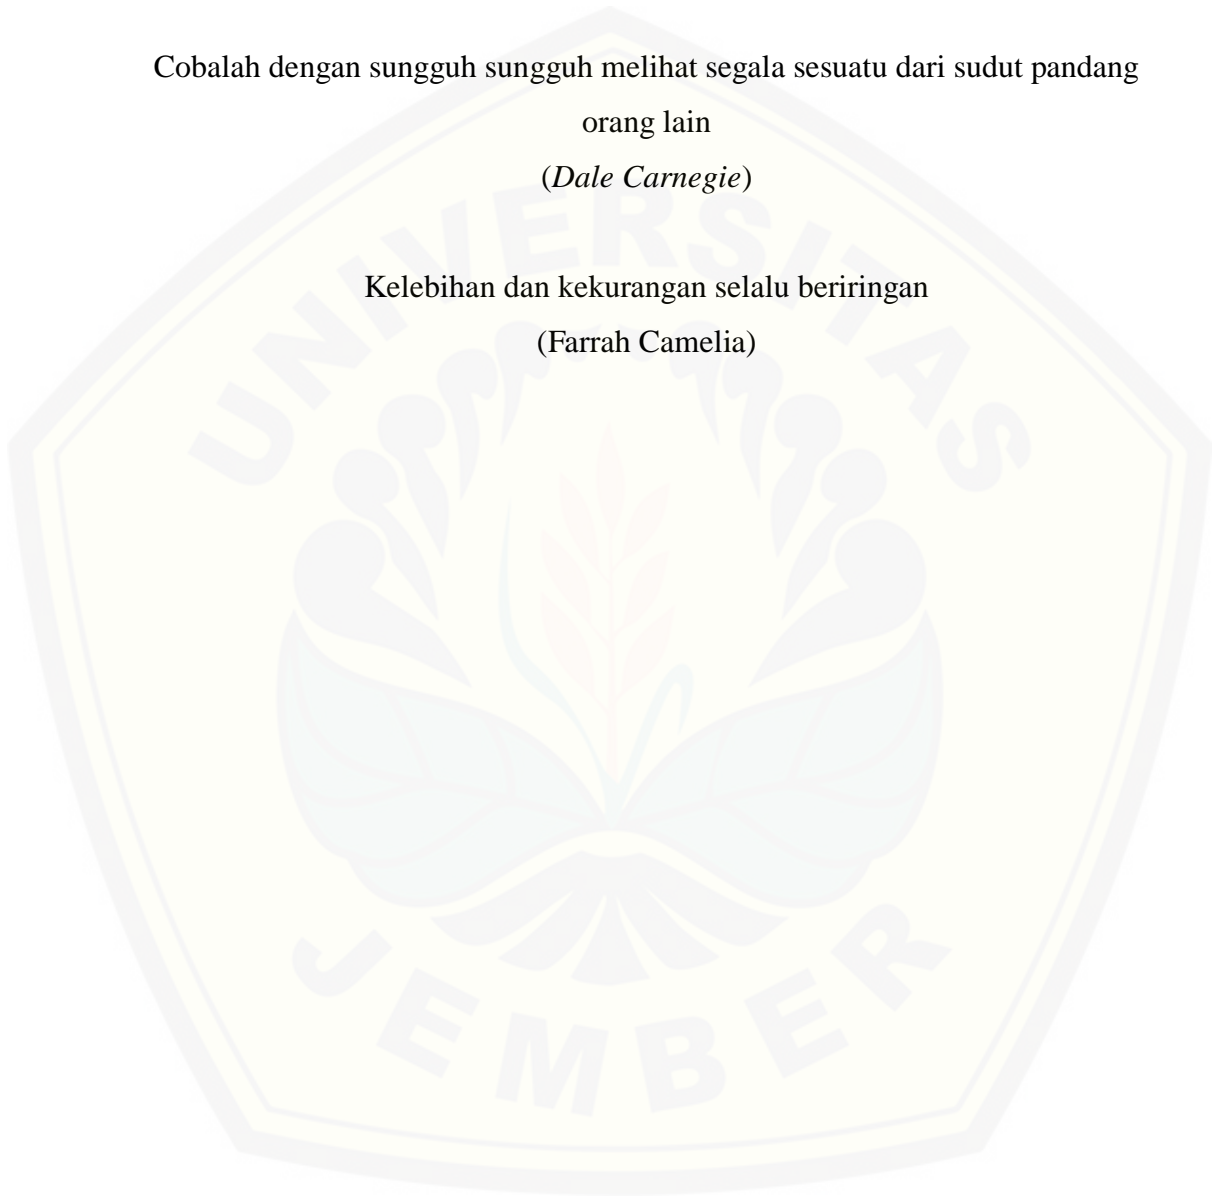 Cobalah dengan sungguh sungguh melihat segala sesuatu dari sudut pandang
orang lain
(Dale Carnegie)
Kelebihan dan kekurangan selalu beriringan
(Farrah Camelia)
UNIVERSITAS
JEMBER